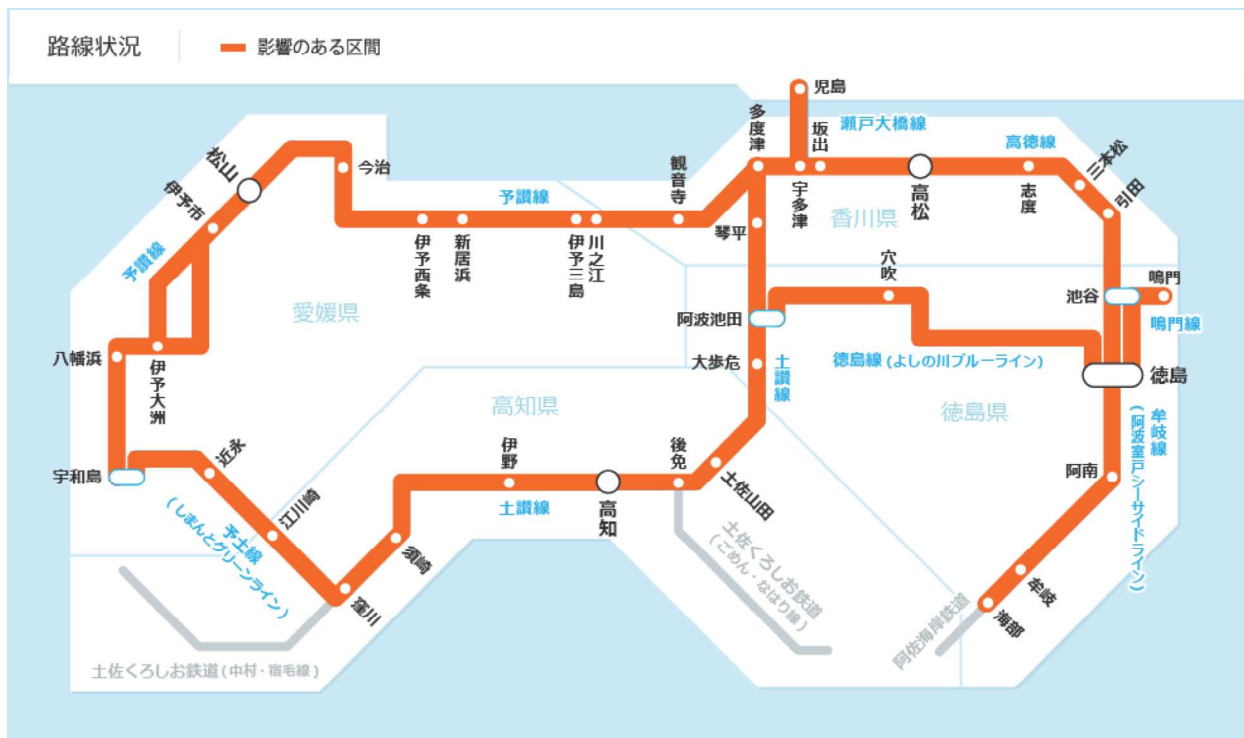 路線状況
影響のある区間
児島
多度津
坂出
瀬戸大橋線
高徳線
三本松
引田
松山
今治
観音寺
宇多津
高松
志度
伊予市
予讃線
香川県
琴平
予讃線
伊予西条
新居浜
伊予三島
川之江
穴吹
池谷
鳴門
鳴門線
愛媛県
阿波池田
八幡浜
伊予大洲
大歩危
土讃線
徳島線(よしの川ブルーライン)
徳島
高知県
徳島県
牟岐線
(阿波室戸シーサイドライン)
宇和島
近永
伊野
後免
土佐山田
阿南
江川崎
予土線
(しまんとグリーンライン)
土讃線
高知
須崎
土佐くろしお鉄道
(ごめん・なはり線)
窪川
牟岐
海部
阿佐海岸鉄道
土佐くろしお鉄道(中村・宿毛線)